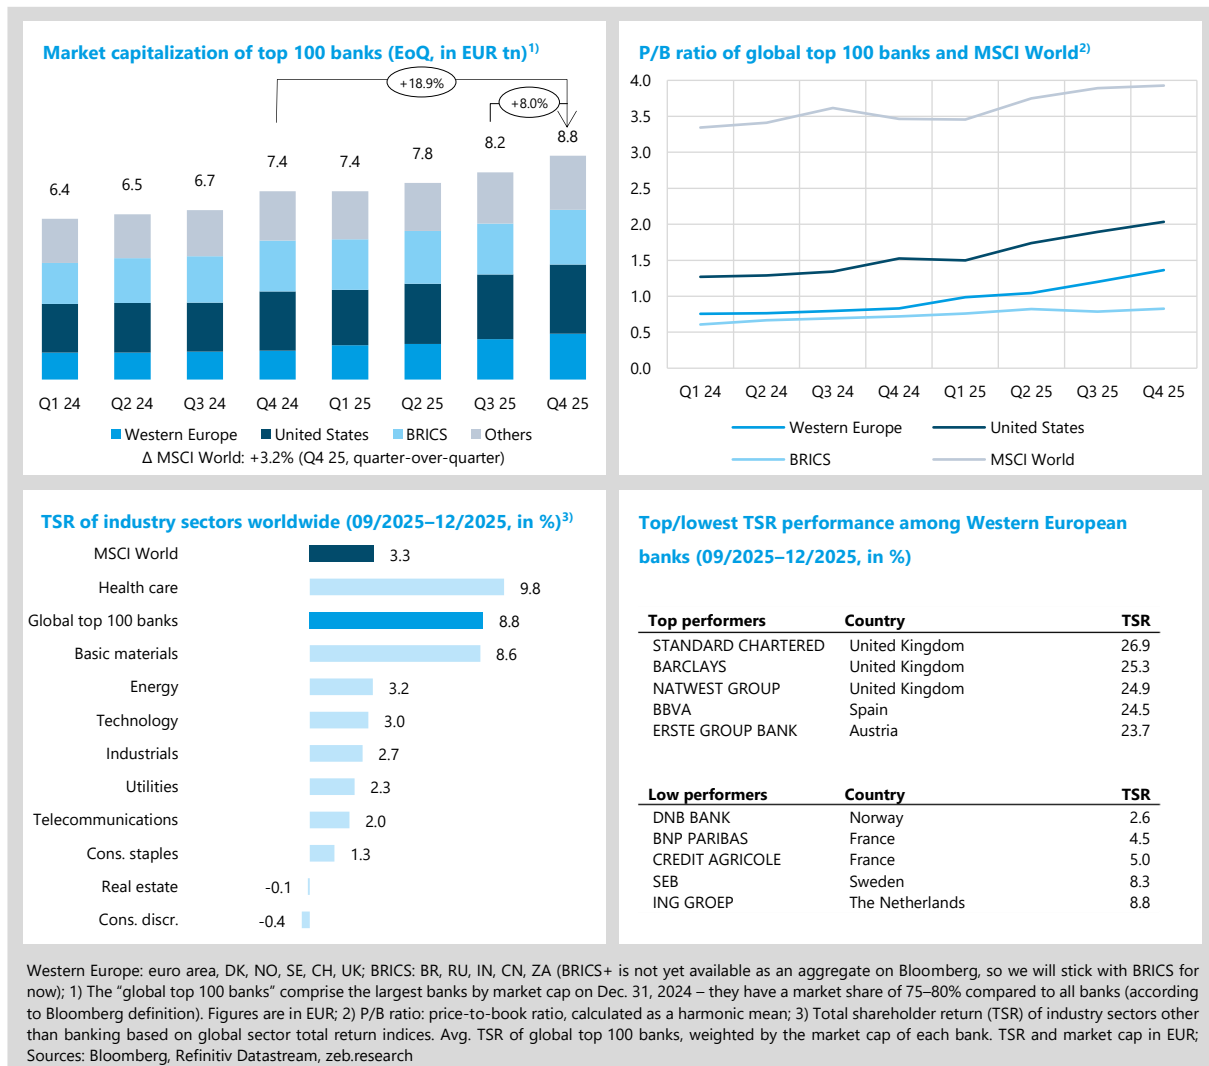 Market capitalization of top 100 banks (EoQ, in EUR tn)1)
+18.9%
+8.0%
6.4
6.5
6.7
7.4
7.4
7.8
8.2
8.8
Q1 24
Q2 24
Q3 24
Q4 24
Q1 25
Q2 25
Q3 25
Q4 25
Western Europe
United States
BRICS
Others
Δ MSCI World: +3.2% (Q4 25, quarter-over-quarter)
P/B ratio of global top 100 banks and MSCI World2)
4.0
3.5
3.0
2.5
2.0
1.5
1.0
0.5
0.0
Q1 24
Q2 24
Q3 24
Q4 24
Q1 25
Q2 25
Q3 25
Q4 25
Western Europe
United States
BRICS
MSCI World
TSR of industry sectors worldwide (09/2025–12/2025, in %)3)
MSCI World 3.3
Health care 9.8
Global top 100 banks 8.8
Basic materials 8.6
Energy 3.2
Technology 3.0
Industrials 2.7
Utilities 2.3
Telecommunications 2.0
Cons. staples 1.3
Real estate -0.1
Cons. discr. -0.4
Top/lowest TSR performance among Western European
banks (09/2025–12/2025, in %)
Top performers Country TSR
STANDARD CHARTERED United Kingdom 26.9
BARCLAYS United Kingdom 25.3
NATWEST GROUP United Kingdom 24.9
BBVA Spain 24.5
ERSTE GROUP BANK Austria 23.7
Low performers Country TSR
DNB BANK Norway 2.6
BNP PARIBAS France 4.5
CREDIT AGRICOLE France 5.0
SEB Sweden 8.3
ING GROEP The Netherlands 8.8
Western Europe: euro area, DK, NO, SE, CH, UK; BRICS: BR, RU, IN, CN, ZA (BRICS+ is not yet available as an aggregate on Bloomberg, so we will stick with BRICS for
now); 1) The “global top 100 banks” comprise the largest banks by market cap on Dec. 31, 2024 – they have a market share of 75–80% compared to all banks (according
to Bloomberg definition). Figures are in EUR; 2) P/B ratio: price-to-book ratio, calculated as a harmonic mean; 3) Total shareholder return (TSR) of industry sectors other
than banking based on global sector total return indices. Avg. TSR of global top 100 banks, weighted by the market cap of each bank. TSR and market cap in EUR;
Sources: Bloomberg, Refinitiv Datastream, zeb.research